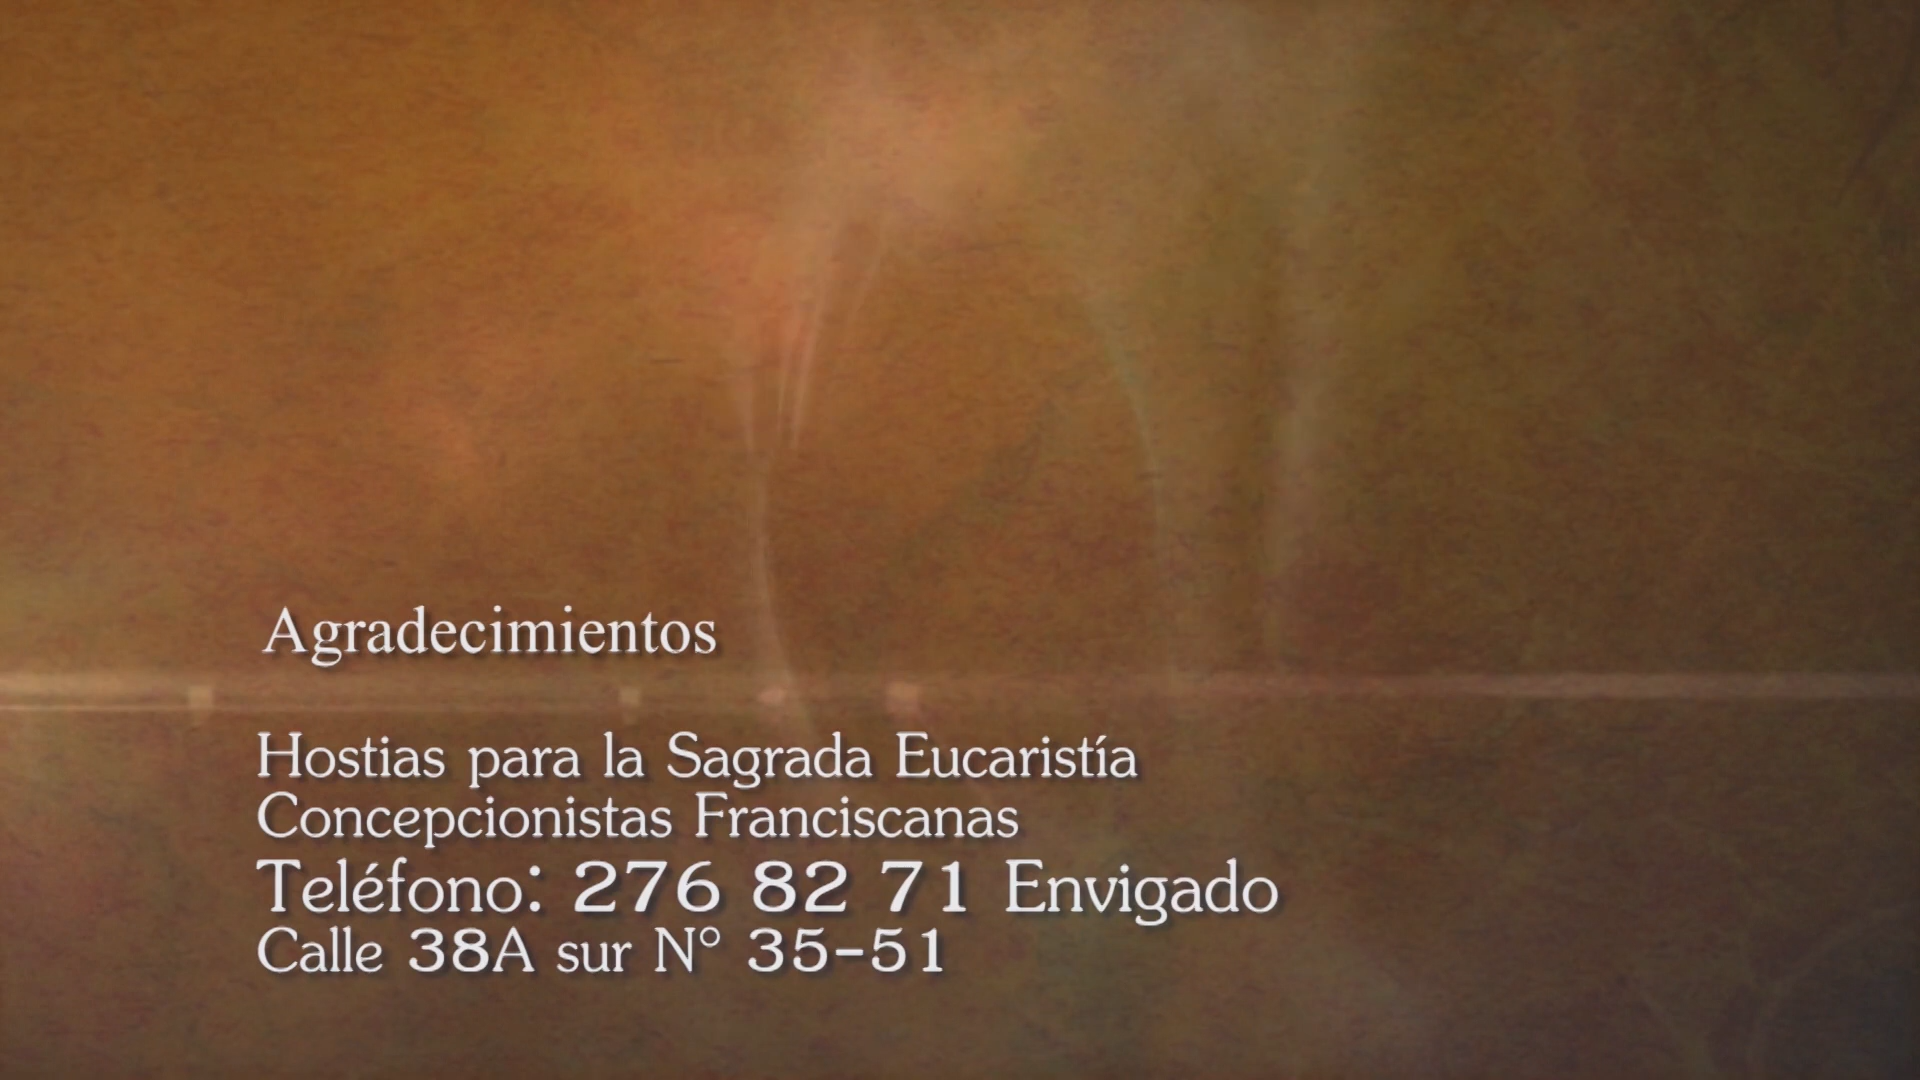 Agradecimientos
Hostias para la Sagrada Eucaristía
Concepcionistas Franciscanas
Teléfono: 276 82 71 Envigado
Calle 38A sur N° 35-51